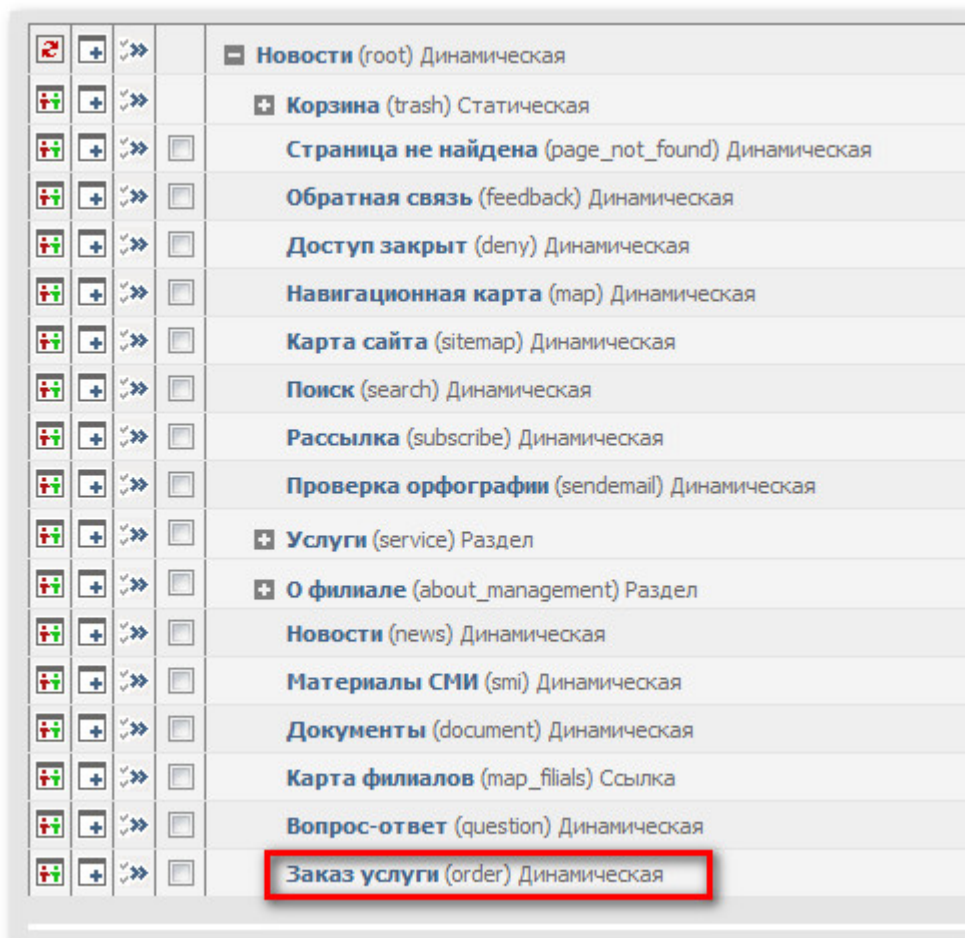 Новости (root) Динамическая
Корзина (trash) Статическая
Страница не найдена (page_not_found) Динамическая
Обратная связь (feedback) Динамическая
Доступ закрыт (deny) Динамическая
Навигационная карта (map) Динамическая
Карта сайта (sitemap) Динамическая
Поиск (search) Динамическая
Рассылка (subscribe) Динамическая
Проверка орфографии (sendemail) Динамическая
Услуги (service) Раздел
О филиале (about_management) Раздел
Новости (news) Динамическая
Материалы СМИ (smi) Динамическая
Документы (document) Динамическая
Карта филиалов (map_filials) Ссылка
Вопрос-ответ (question) Динамическая
Заказ услуги (order) Динамическая